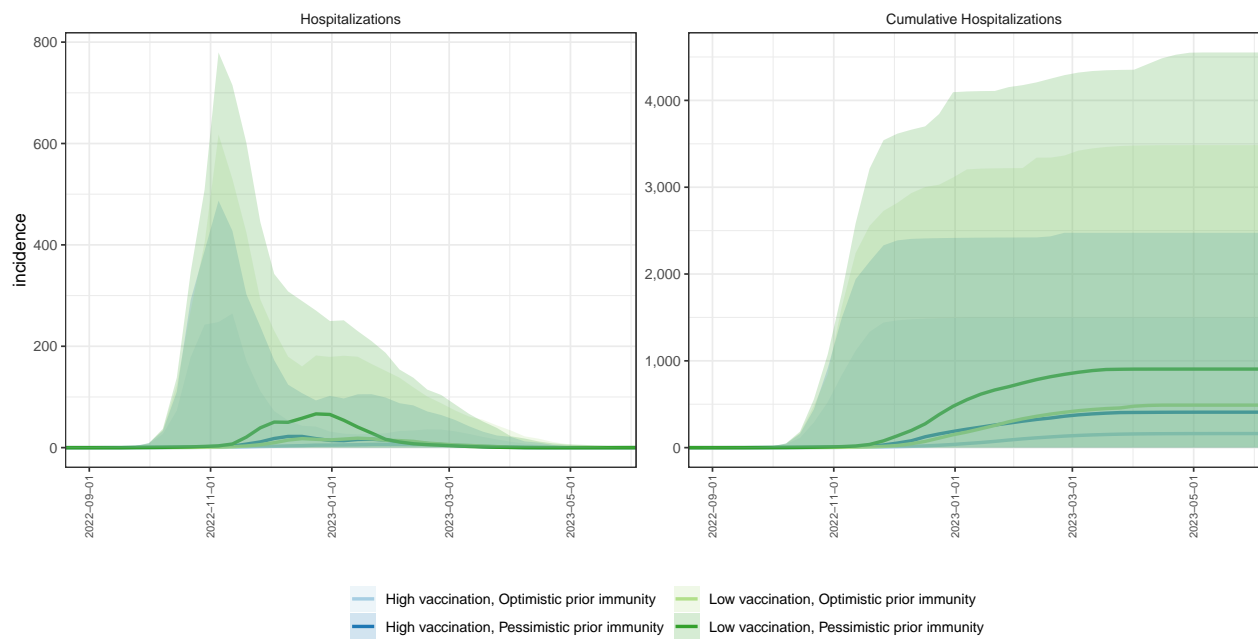 Hospitalizations
Cumulative Hospitalizations
incidence
800
600
400
200
0
2022−09−01
2022−11−01
2023−01−01
2023−03−01
2023−05−01
4,000
3,000
2,000
1,000
0
2022−09−01
2022−11−01
2023−01−01
2023−03−01
2023−05−01
High vaccination, Optimistic prior immunity
Low vaccination, Optimistic prior immunity
High vaccination, Pessimistic prior immunity
Low vaccination, Pessimistic prior immunity